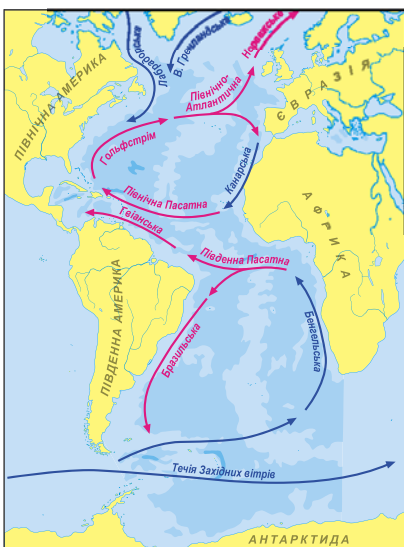 Лабрадорська
В. Гренландська
Норвезька
ПІВНІЧНА АМЕРИКА
Північно-
Атлантична
ЄВРАЗІЯ
Гольфстрім
Канарська
Північна Пасатна
Гвіанська
АФРИКА
Південна Пасатна
ПІВДЕННА АМЕРИКА
Бразильська
Бенгельська
Течія Західних вітрів
АНТАРКТИДА